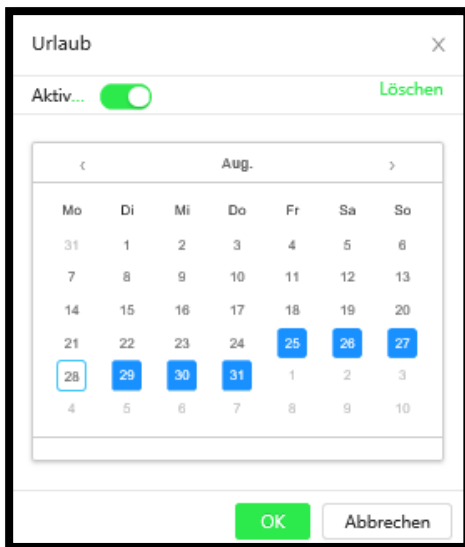 Urlaub
Aktiv... Löschen
Aug.
Mo Di Mi Do Fr Sa So
31 1 2 3 4 5 6
7 8 9 10 11 12 13
14 15 16 17 18 19 20
21 22 23 24 25 26 27
28 29 30 31 1 2 3
4 5 6 7 8 9 10
OK Abbrechen